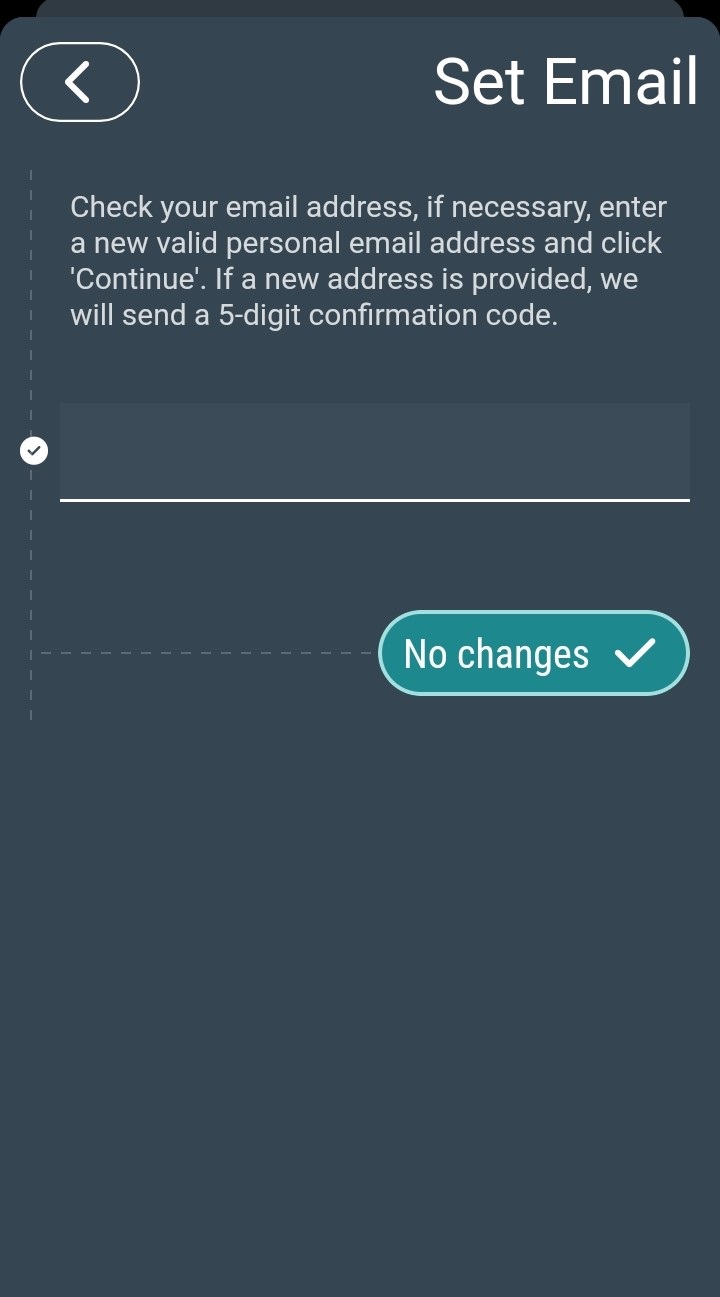 Set Email
Check your email address, if necessary, enter
a new valid personal email address and click
'Continue'. If a new address is provided, we
will send a 5-digit confirmation code.
No changes